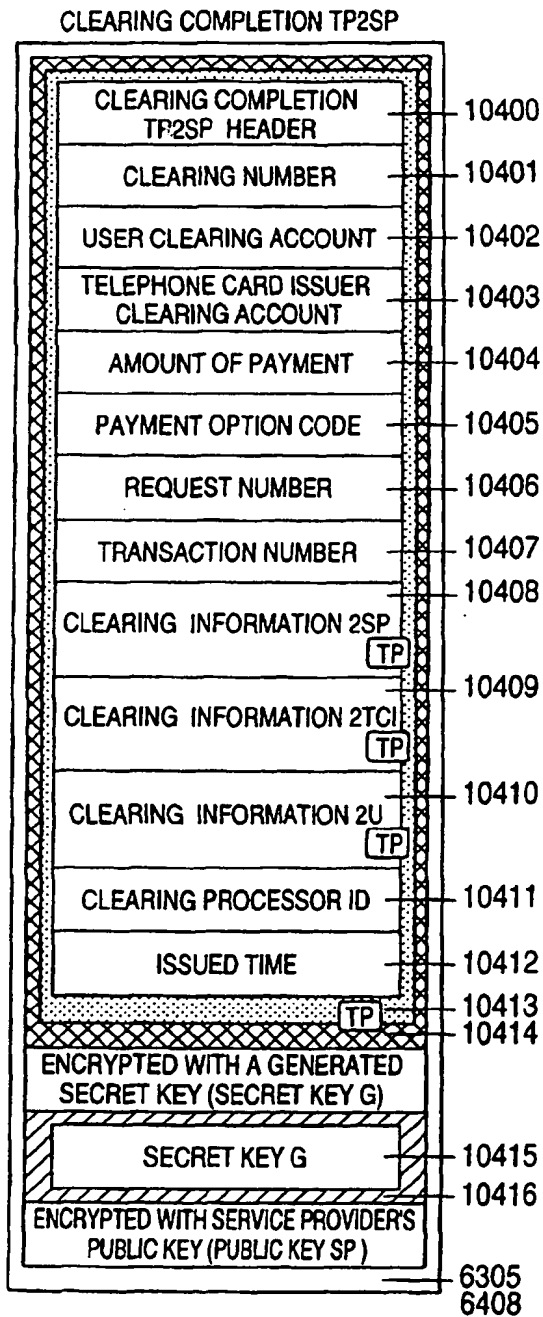 CLEARING COMPLETION TP2SP
CLEARING COMPLETION
TP2SP HEADER
10400
CLEARING NUMBER
10401
USER CLEARING ACCOUNT
10402
TELEPHONE CARD ISSUER
CLEARING ACCOUNT
10403
AMOUNT OF PAYMENT
10404
PAYMENT OPTION CODE
10405
REQUEST NUMBER
10406
TRANSACTION NUMBER
10407
10408
CLEARING INFORMATION 2SP
TP
10409
CLEARING INFORMATION 2TCI
TP
10410
CLEARING INFORMATION 2U
TP
CLEARING PROCESSOR ID
10411
ISSUED TIME
10412
TP
10413
10414
ENCRYPTED WITH A GENERATED
SECRET KEY (SECRET KEY G)
SECRET KEY G
10415
10416
ENCRYPTED WITH SERVICE PROVIDER'S
PUBLIC KEY (PUBLIC KEY SP)
6305
6408